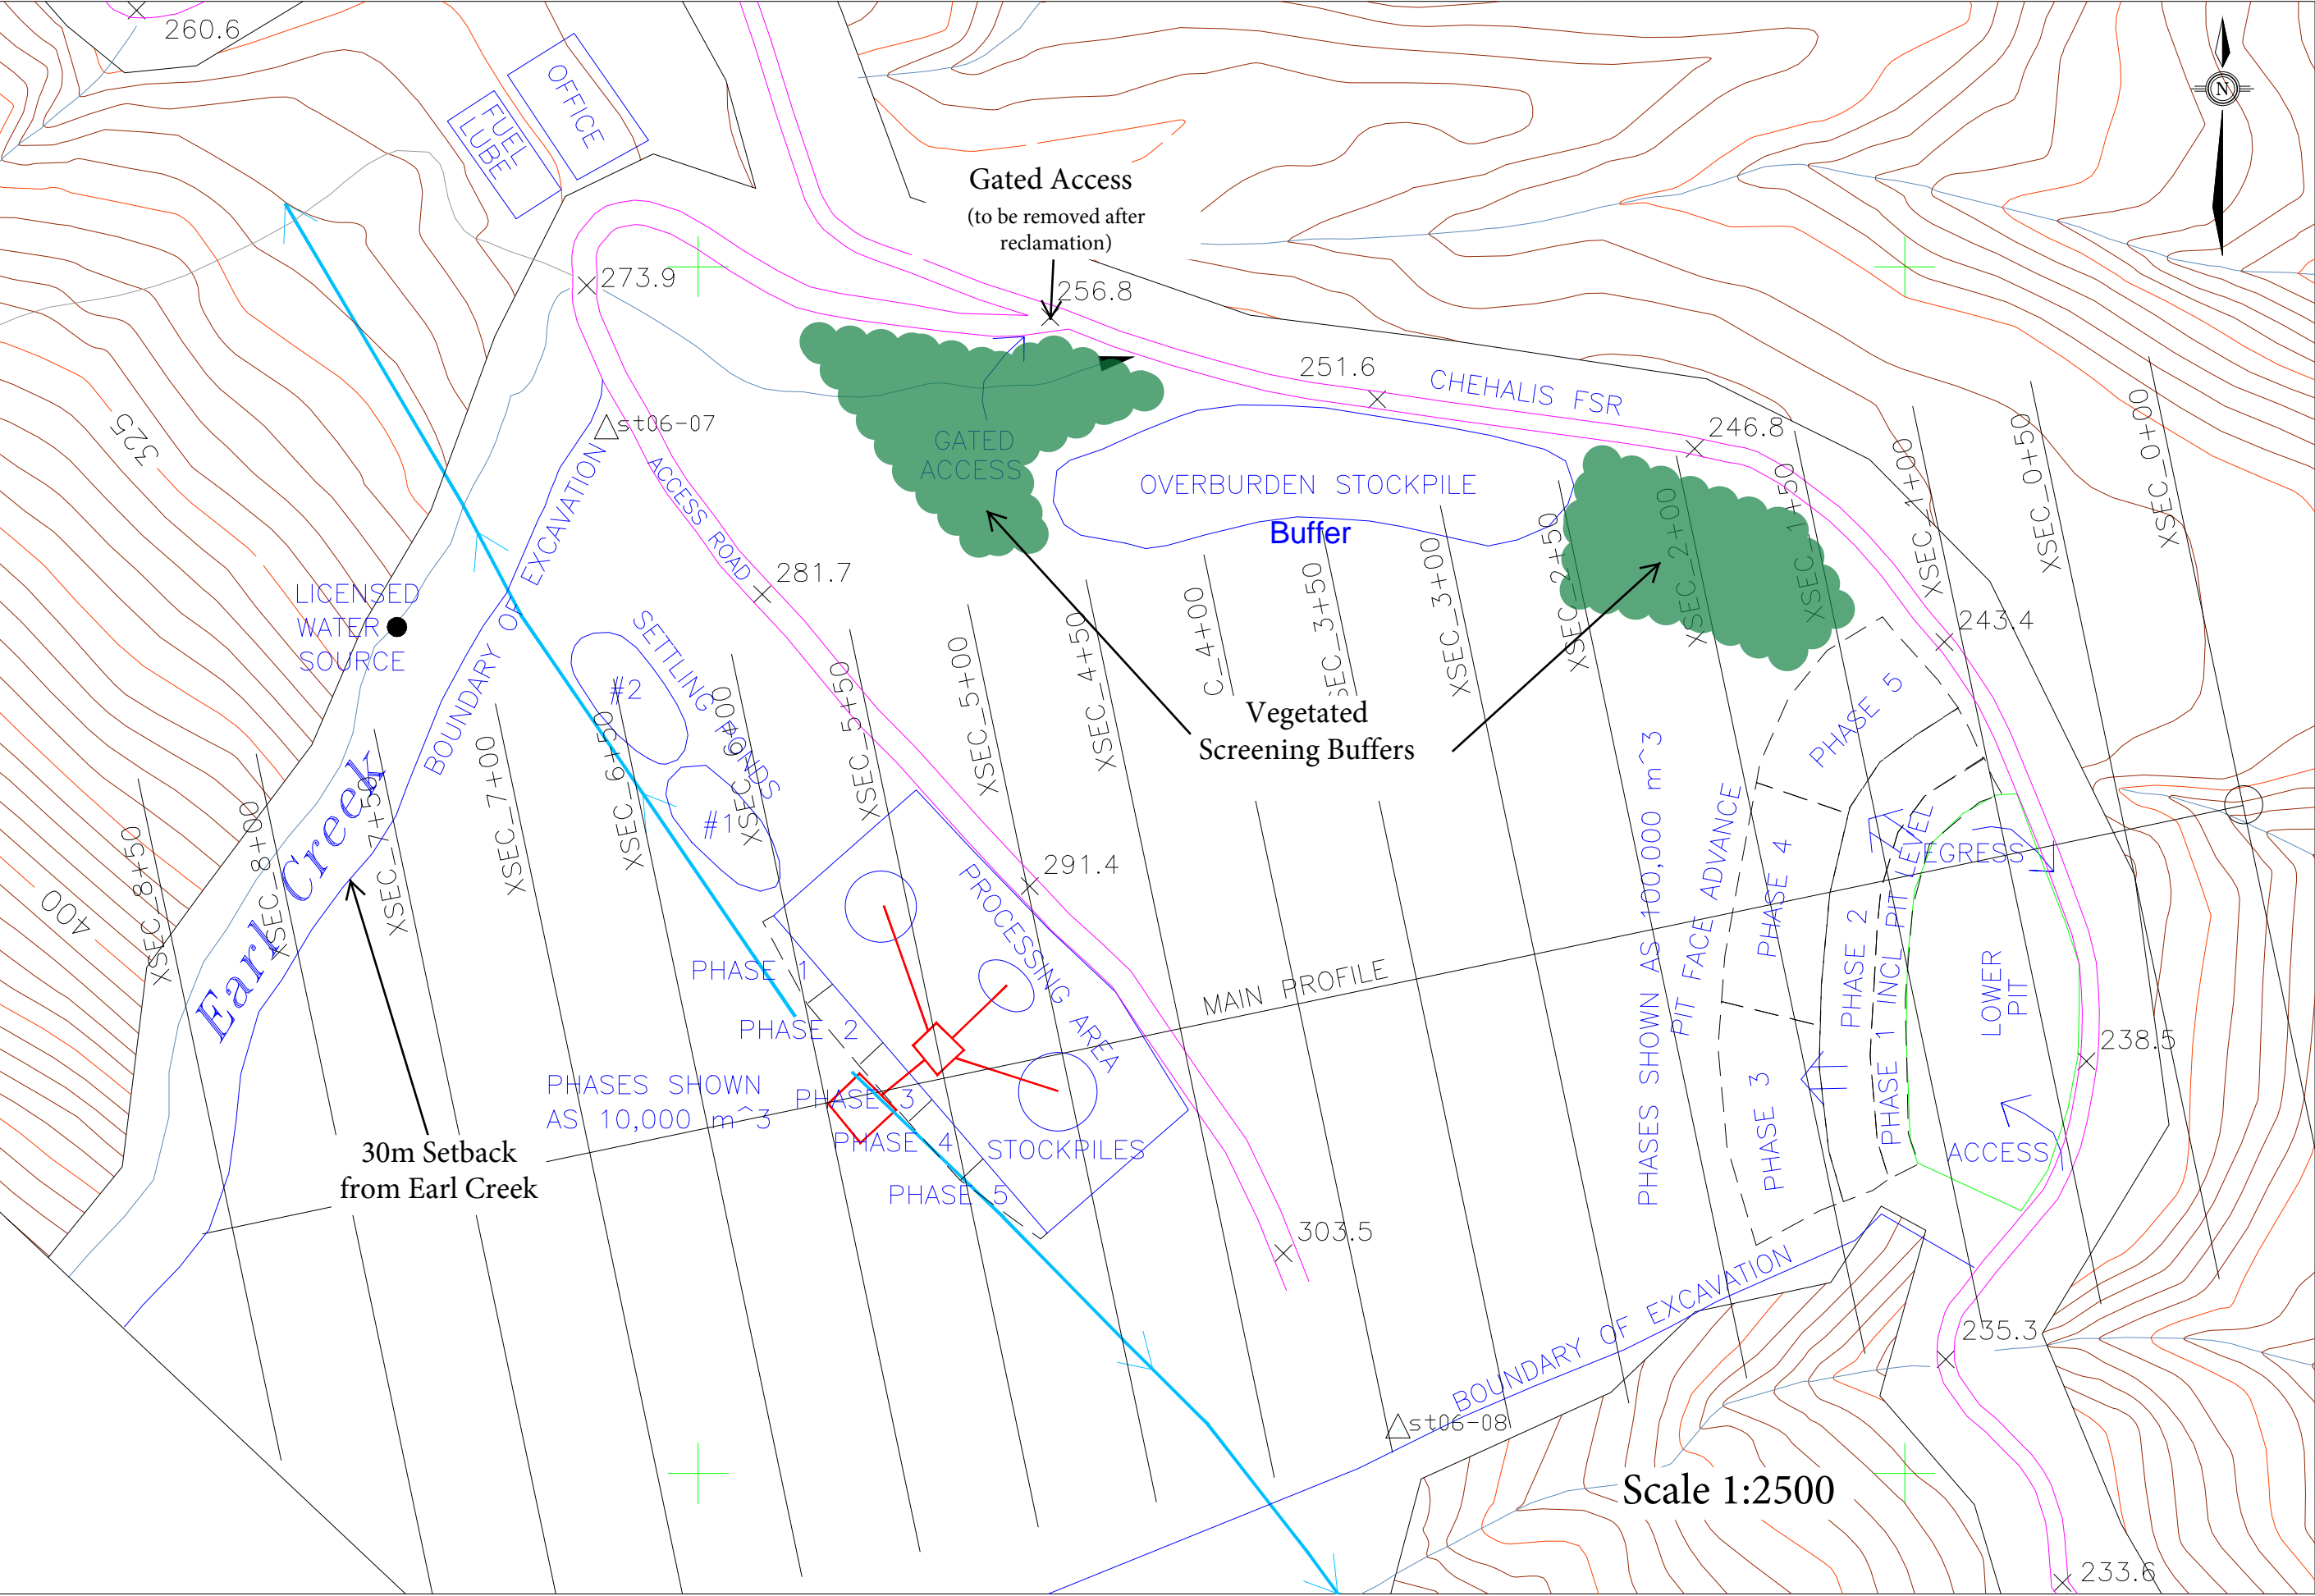 260.6
OFFICE
FUEL
LUBE
N
Gated Access
(to be removed after
reclamation)
273.9
256.8
251.6
CHEHALIS FSR
246.8
325
st06-07
GATED
ACCESS
OVERBURDEN STOCKPILE
Buffer
ACCESS ROAD
281.7
LICENSED
WATER
SOURCE
BOUNDARY OF EXCAVATION
SETTLING PONDS
#2
#1
243.4
XSEC_8+50
XSEC_8+00
XSEC_7+50
XSEC_7+00
XSEC_6+50
XSEC_6+00
XSEC_5+50
XSEC_5+00
XSEC_4+50
C_4+00
SEC_3+50
XSEC_3+00
XSEC_2+50
XSEC_2+00
XSEC_1+50
XSEC_1+00
XSEC_0+50
XSEC_0+00
Vegetated
Screening Buffers
400
Earl Creek
291.4
PROCESSING AREA
PHASE 1
PHASE 2
PHASE 3
PHASE 4
PHASE 5
PHASES SHOWN
AS 10,000 m^3
STOCKPILES
MAIN PROFILE
30m Setback
from Earl Creek
303.5
PHASES SHOWN AS 100,000 m^3
PIT FACE ADVANCE
PHASE 5
PHASE 4
PHASE 3
PHASE 2
PHASE 1 INCL PIT LEVEL
EGRESS
LOWER
PIT
ACCESS
238.5
235.3
BOUNDARY OF EXCAVATION
st06-08
Scale 1:2500
233.6